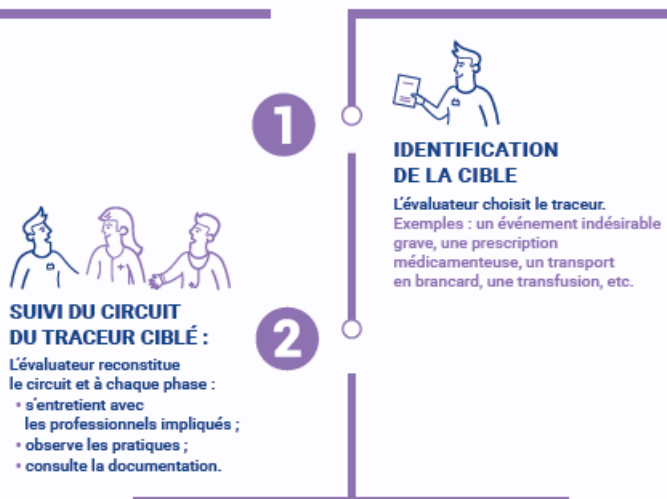 1
IDENTIFICATION
DE LA CIBLE
L'évaluateur choisit le traceur.
Exemples : un événement indésirable
grave, une prescription
médicamenteuse, un transport
en brancard, une transfusion, etc.
2
SUIVI DU CIRCUIT
DU TRACEUR CIBLÉ :
L'évaluateur reconstitue
le circuit et à chaque phase :
• s'entretient avec
les professionnels impliqués ;
• observe les pratiques ;
• consulte la documentation.